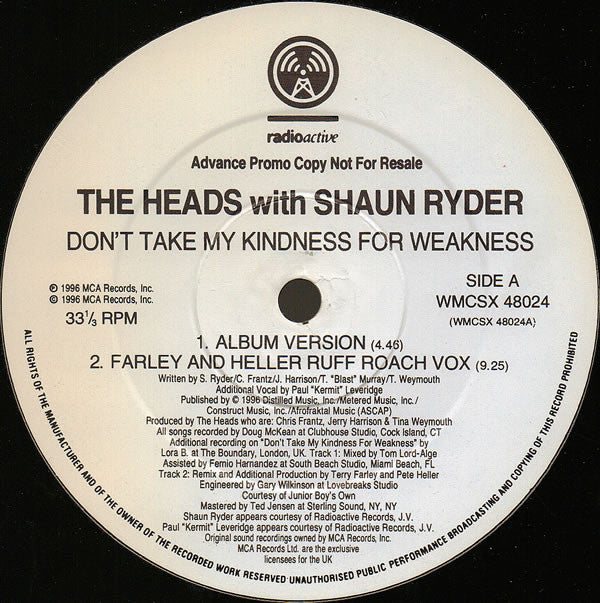 radioactive
Advance Promo Copy Not For Resale
THE HEADS with SHAUN RYDER
DON'T TAKE MY KINDNESS FOR WEAKNESS
℗ 1996 MCA Records, Inc.
© 1996 MCA Records, Inc.
33⅓ RPM
SIDE A
WMCSX 48024
(WMCSX 48024A)
1. ALBUM VERSION (4.46)
2. FARLEY AND HELLER RUFF ROACH VOX (9.25)
Written by S. Ryder/C. Frantz/J. Harrison/T. "Blast" Murray/T. Weymouth
Additional Vocal by Paul "Kermit" Leveridge
Published by © 1996 Distilled Music, Inc./Metered Music, Inc./
Construct Music, Inc./Afrofraktal Music (ASCAP)
Produced by The Heads who are: Chris Frantz, Jerry Harrison & Tina Weymouth
All songs recorded by Doug McKean at Clubhouse Studio, Cock Island, CT
Additional recording on "Don't Take My Kindness For Weakness" by
Lora B. at The Boundary, London, UK. Track 1: Mixed by Tom Lord-Alge
Assisted by Fernio Harnandez at South Beach Studio, Miami Beach, FL
Track 2: Remix and Additional Production by Terry Farley and Pete Heller
Engineered by Gary Wilkinson at Lovebreaks Studio
Courtesy of Junior Boy's Own
Mastered by Ted Jensen at Sterling Sound, NY, NY
Shaun Ryder appears courtesy of Radioactive Records, J.V.
Paul "Kermit" Leveridge appears courtesy of Radioactive Records, J.V.
Original sound recordings owned by MCA Records, Inc.
MCA Records Ltd. are the exclusive
licensees for the UK
ALL RIGHTS OF THE MANUFACTURER AND OF THE OWNER OF THE RECORDED WORK RESERVED·UNAUTHORISED PUBLIC PERFORMANCE BROADCASTING AND COPYING OF THIS RECORD PROHIBITED